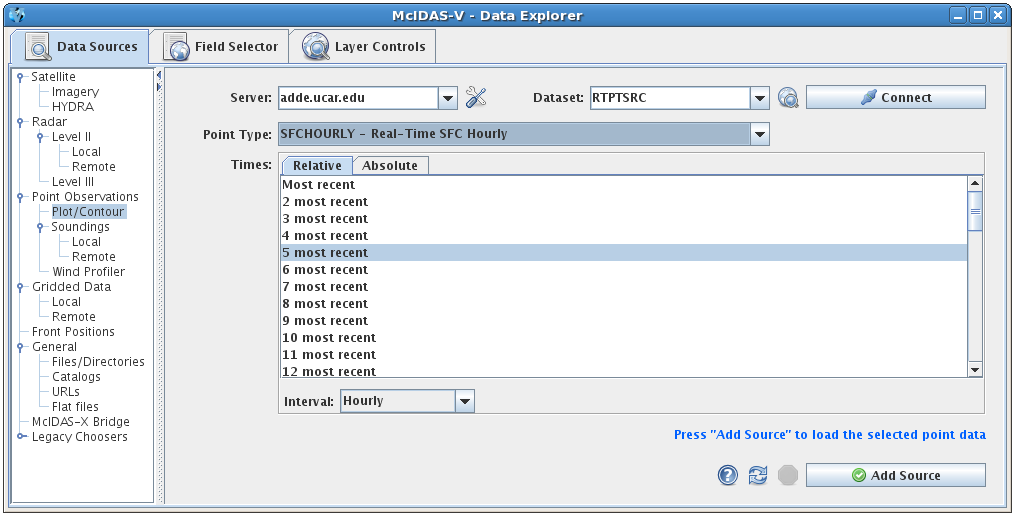 McIDAS-V - Data Explorer
Data Sources
Field Selector
Layer Controls
Satellite
Imagery
HYDRA
Radar
Level II
Local
Remote
Level III
Point Observations
Plot/Contour
Soundings
Local
Remote
Wind Profiler
Gridded Data
Local
Remote
Front Positions
General
Files/Directories
Catalogs
URLs
Flat files
McIDAS-X Bridge
Legacy Choosers
Server: adde.ucar.edu Dataset: RTPTSRC Connect
Point Type: SFCHOURLY - Real-Time SFC Hourly
Times: Relative Absolute
Most recent
2 most recent
3 most recent
4 most recent
5 most recent
6 most recent
7 most recent
8 most recent
9 most recent
10 most recent
11 most recent
12 most recent
Interval: Hourly
Press "Add Source" to load the selected point data
? Add Source